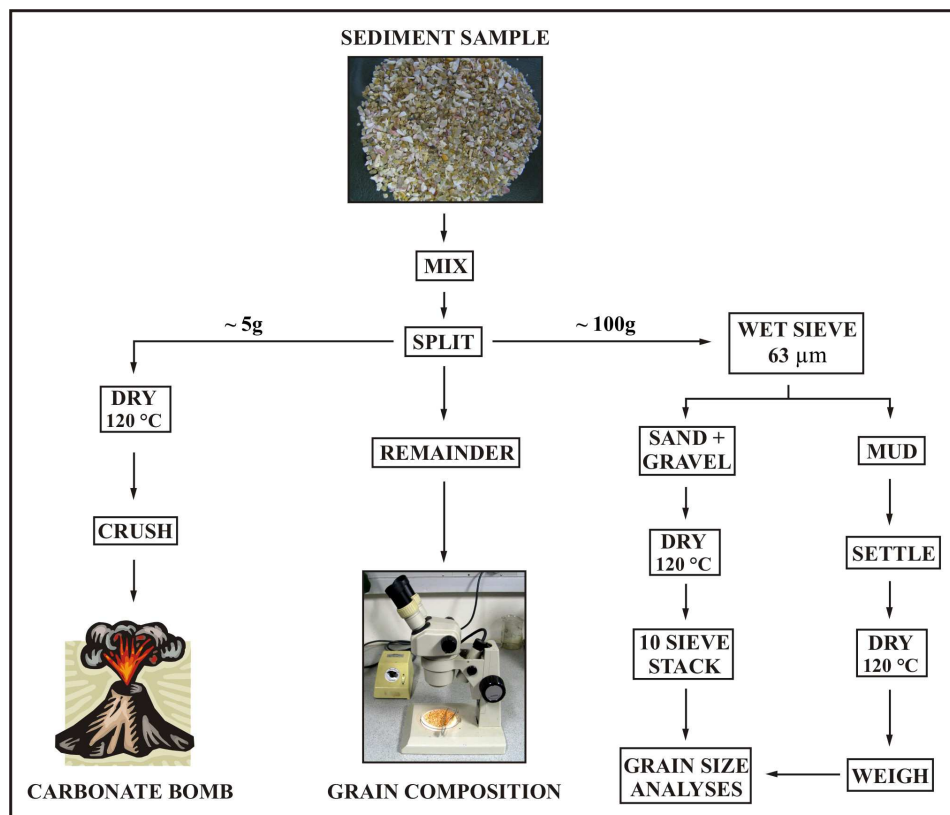 SEDIMENT SAMPLE
MIX
~ 5g
SPLIT
~ 100g
WET SIEVE
63 µm
DRY
120 °C
CRUSH
CARBONATE BOMB
REMAINDER
GRAIN COMPOSITION
SAND +
GRAVEL
DRY
120 °C
10 SIEVE
STACK
GRAIN SIZE
ANALYSES
MUD
SETTLE
DRY
120 °C
WEIGH